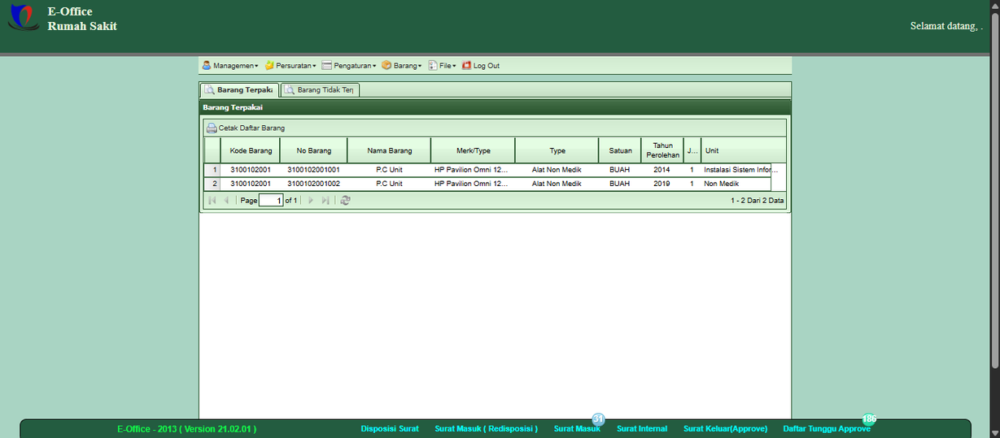 E-Office
Rumah Sakit
Selamat datang, .
Managemen Persuratan Pengaturan Barang File Log Out
Barang Terpaka Barang Tidak Ter
Barang Terpakai
Cetak Daftar Barang
Kode Barang No Barang Nama Barang Merk/Type Type Satuan Tahun Perolehan J... Unit
1 3100102001 3100102001001 P.C Unit HP Pavilion Omni 12... Alat Non Medik BUAH 2014 1 Instalasi Sistem Infor...
2 3100102001 3100102001002 P.C Unit HP Pavilion Omni 12... Alat Non Medik BUAH 2019 1 Non Medik
Page 1 of 1 1 - 2 Dari 2 Data
31 186
E-Office - 2013 ( Version 21.02.01 ) Disposisi Surat Surat Masuk ( Redisposisi ) Surat Masuk Surat Internal Surat Keluar(Approve) Daftar Tunggu Approve